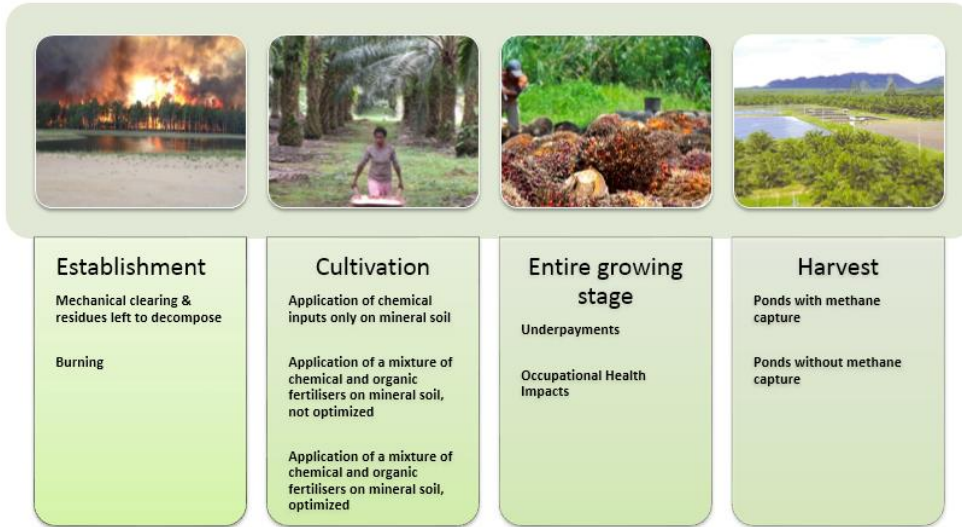 Establishment
Mechanical clearing &
residues left to decompose
Burning
Cultivation
Application of chemical
inputs only on mineral soil
Application of a mixture of
chemical and organic
fertilisers on mineral soil,
not optimized
Application of a mixture of
chemical and organic
fertilisers on mineral soil,
optimized
Entire growing
stage
Underpayments
Occupational Health
Impacts
Harvest
Ponds with methane
capture
Ponds without methane
capture